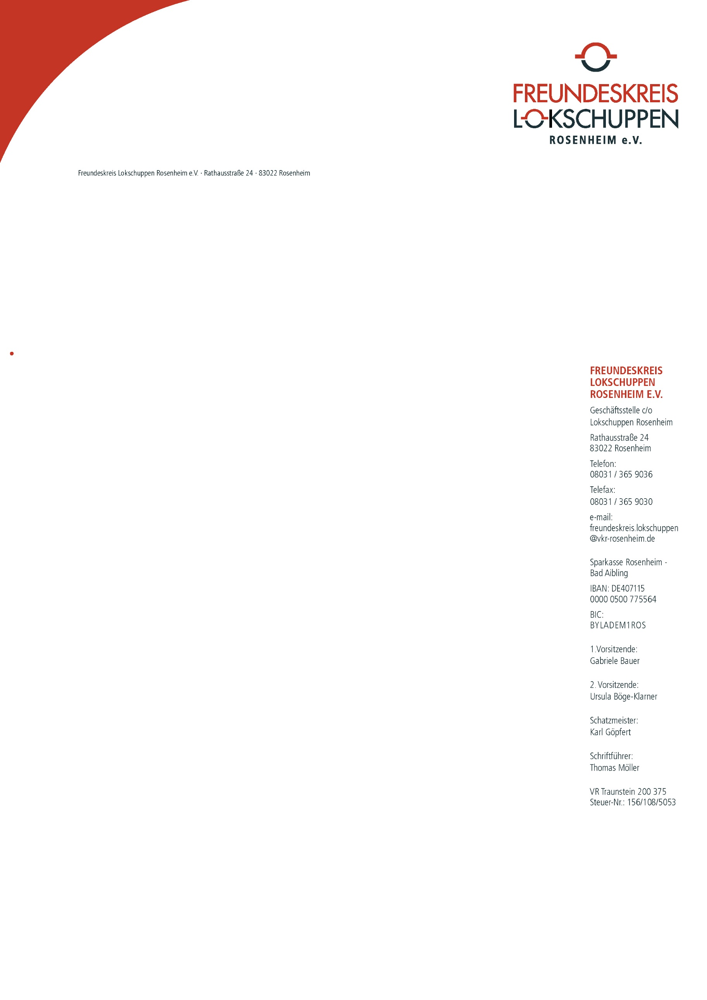 FREUNDESKREIS
LOKSCHUPPEN
ROSENHEIM e.V.
Freundeskreis Lokschuppen Rosenheim e.V. · Rathausstraße 24 · 83022 Rosenheim
FREUNDESKREIS
LOKSCHUPPEN
ROSENHEIM E.V.
Geschäftsstelle c/o
Lokschuppen Rosenheim
Rathausstraße 24
83022 Rosenheim
Telefon:
08031 / 365 9036
Telefax:
08031 / 365 9030
e-mail:
freundeskreis.lokschuppen
@vkr-rosenheim.de
Sparkasse Rosenheim -
Bad Aibling
IBAN: DE407115
0000 0500 775564
BIC:
BYLADEM1ROS
1.Vorsitzende:
Gabriele Bauer
2. Vorsitzende:
Ursula Böge-Klarner
Schatzmeister:
Karl Göpfert
Schriftführer:
Thomas Möller
VR Traunstein 200 375
Steuer-Nr.: 156/108/5053